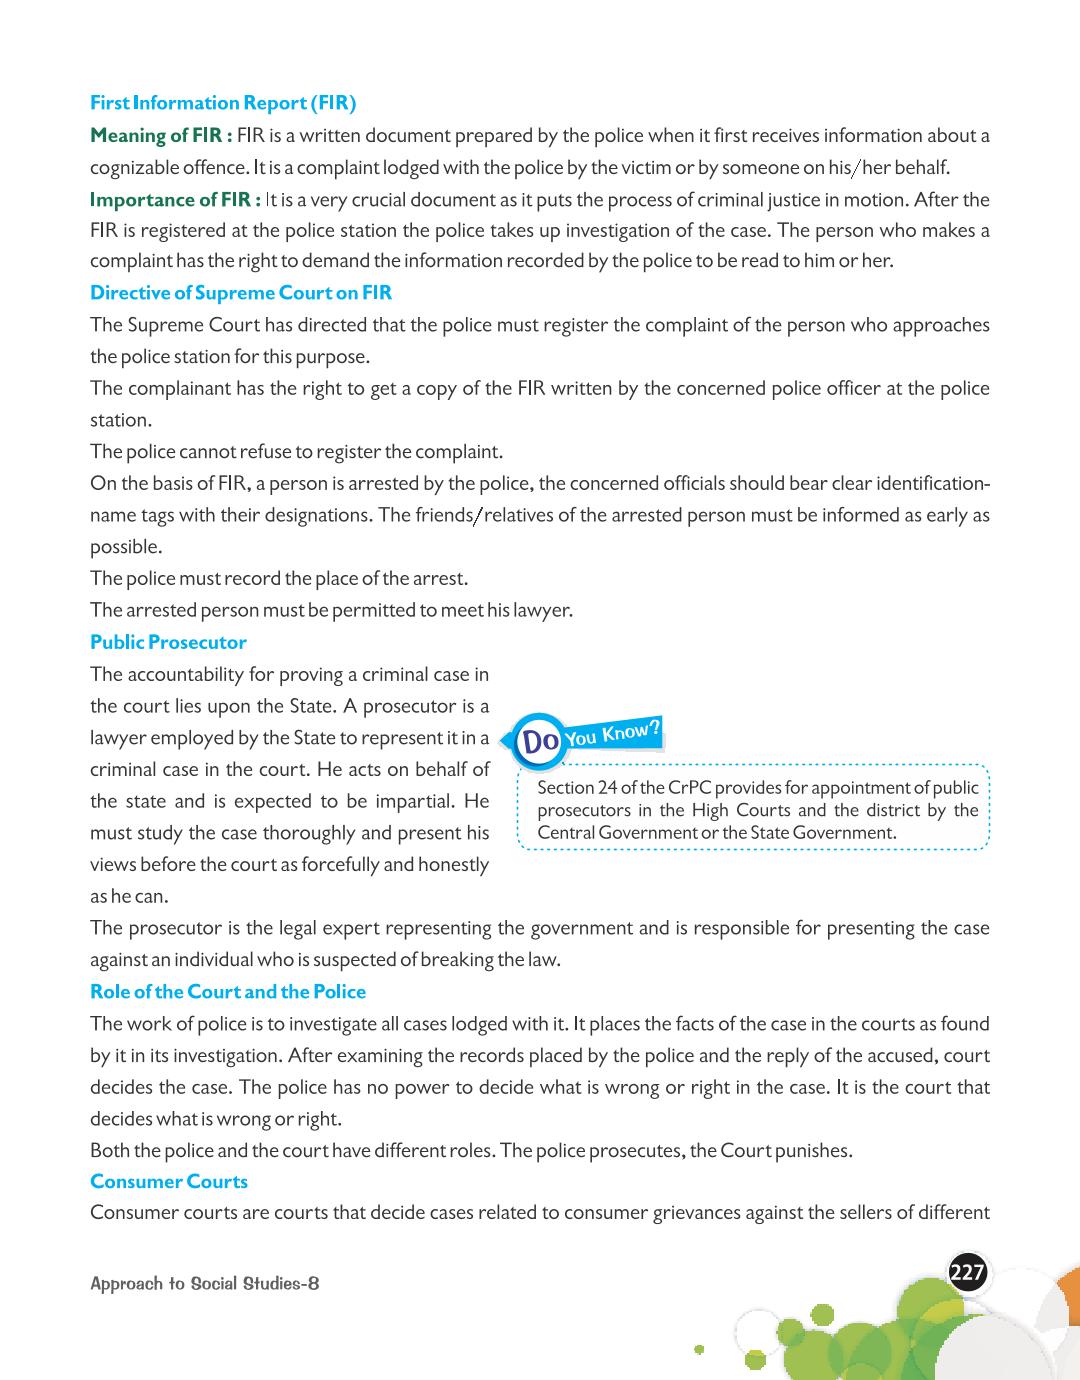 First Information Report (FIR)
Meaning of FIR : FIR is a written document prepared by the police when it first receives information about a
cognizable offence. It is a complaint lodged with the police by the victim or by someone on his/her behalf.
Importance of FIR : It is a very crucial document as it puts the process of criminal justice in motion. After the
FIR is registered at the police station the police takes up investigation of the case. The person who makes a
complaint has the right to demand the information recorded by the police to be read to him or her.
Directive of Supreme Court on FIR
The Supreme Court has directed that the police must register the complaint of the person who approaches
the police station for this purpose.
The complainant has the right to get a copy of the FIR written by the concerned police officer at the police
station.
The police cannot refuse to register the complaint.
On the basis of FIR, a person is arrested by the police, the concerned officials should bear clear identification-
name tags with their designations. The friends/relatives of the arrested person must be informed as early as
possible.
The police must record the place of the arrest.
The arrested person must be permitted to meet his lawyer.
Public Prosecutor
The accountability for proving a criminal case in
the court lies upon the State. A prosecutor is a
lawyer employed by the State to represent it in a
criminal case in the court. He acts on behalf of
the state and is expected to be impartial. He
must study the case thoroughly and present his
views before the court as forcefully and honestly
as he can.
Do You Know?
Section 24 of the CrPC provides for appointment of public
prosecutors in the High Courts and the district by the
Central Government or the State Government.
The prosecutor is the legal expert representing the government and is responsible for presenting the case
against an individual who is suspected of breaking the law.
Role of the Court and the Police
The work of police is to investigate all cases lodged with it. It places the facts of the case in the courts as found
by it in its investigation. After examining the records placed by the police and the reply of the accused, court
decides the case. The police has no power to decide what is wrong or right in the case. It is the court that
decides what is wrong or right.
Both the police and the court have different roles. The police prosecutes, the Court punishes.
Consumer Courts
Consumer courts are courts that decide cases related to consumer grievances against the sellers of different
Approach to Social Studies-8
227